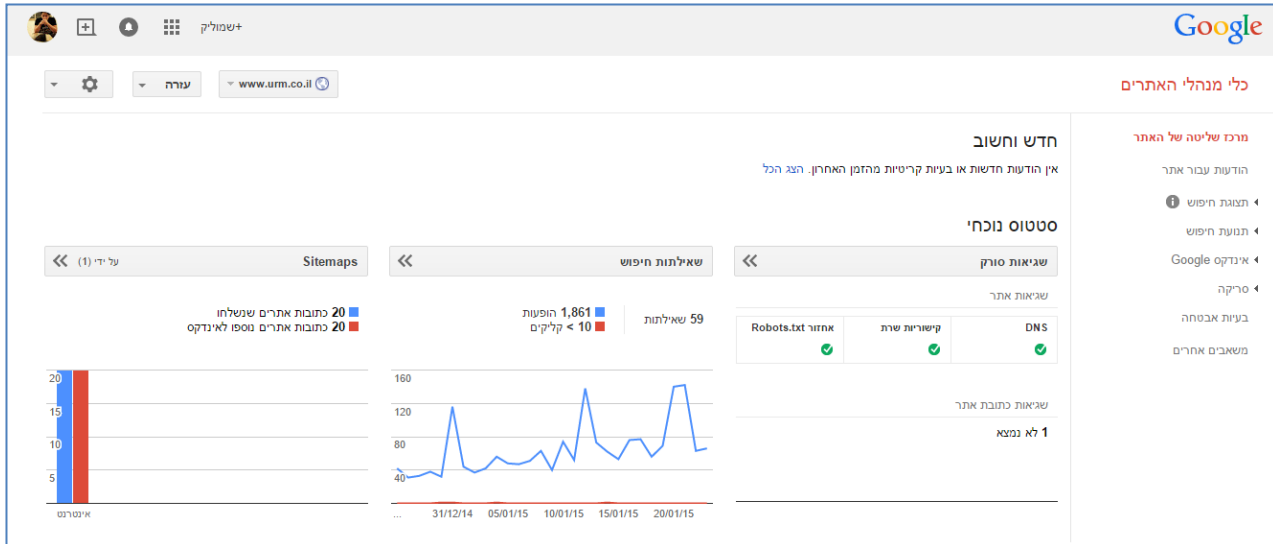 Google
+שמוליק
כלי מנהלי האתרים
www.urm.co.il
עזרה
מרכז שליטה של האתר
הודעות עבור אתר
תצוגת חיפוש
תנועת חיפוש
אינדקס Google
סריקה
בעיות אבטחה
משאבים אחרים
חדש וחשוב
אין הודעות חדשות או בעיות קריטיות מהזמן האחרון. הצג הכל
סטטוס נוכחי
שגיאות סורק
שגיאות אתר
DNS
קישוריות שרת
אחזור Robots.txt
שגיאות כתובת אתר
1 לא נמצא
שאילתות חיפוש
59 שאילתות
1,861 הופעות
10 > קליקים
160
120
80
40
... 31/12/14 05/01/15 10/01/15 15/01/15 20/01/15
Sitemaps
על ידי (1)
20 כתובות אתרים שנשלחו
20 כתובות אתרים נוספו לאינדקס
20
15
10
5
אינטרנט